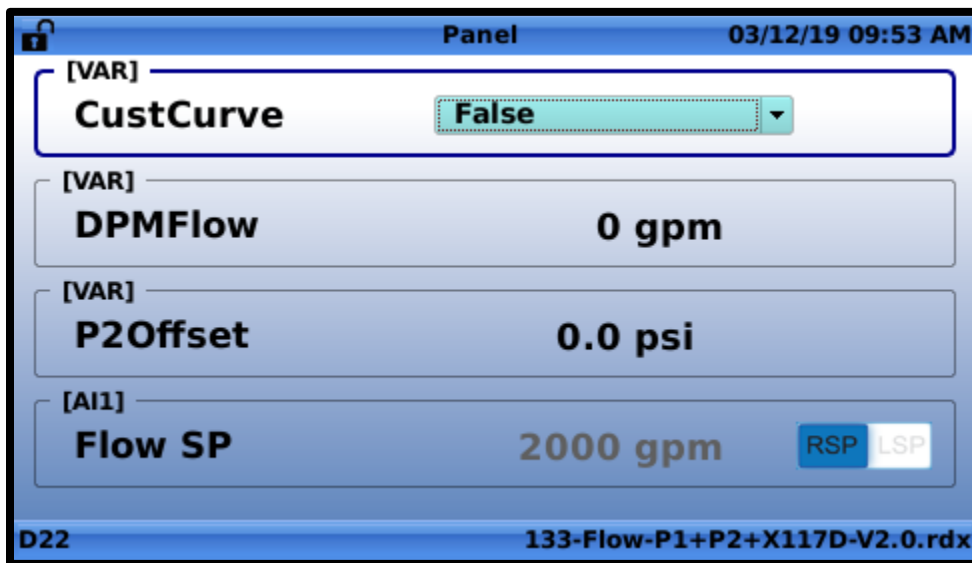 Panel 03/12/19 09:53 AM
[VAR]
CustCurve False
[VAR]
DPMFlow 0 gpm
[VAR]
P2Offset 0.0 psi
[AI1]
Flow SP 2000 gpm RSP LSP
D22 133-Flow-P1+P2+X117D-V2.0.rdx